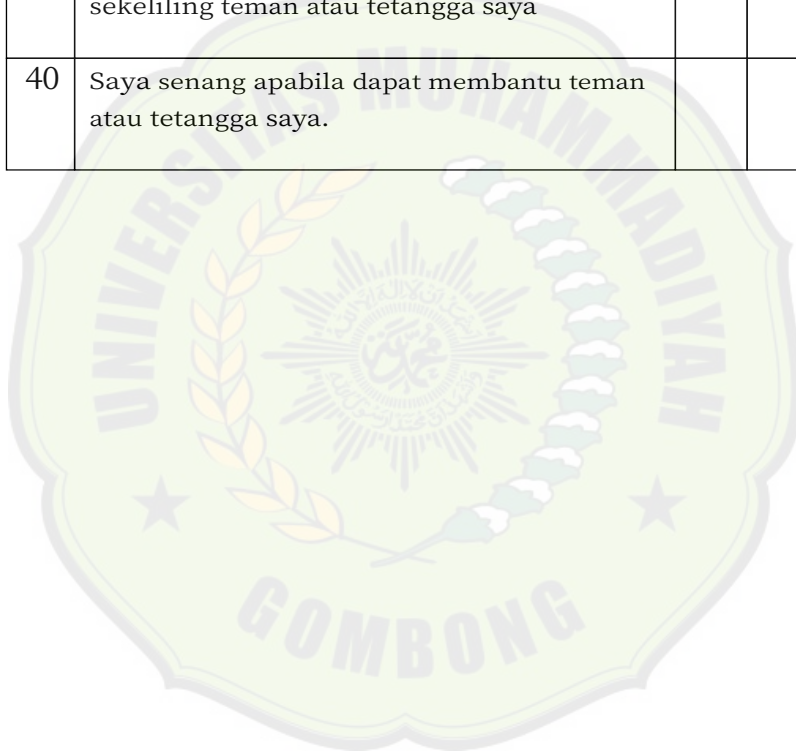 sekeliling teman atau tetangga saya
40 Saya senang apabila dapat membantu teman
atau tetangga saya.
UNIVERSITAS MUHAMMADIYAH
GOMBONG